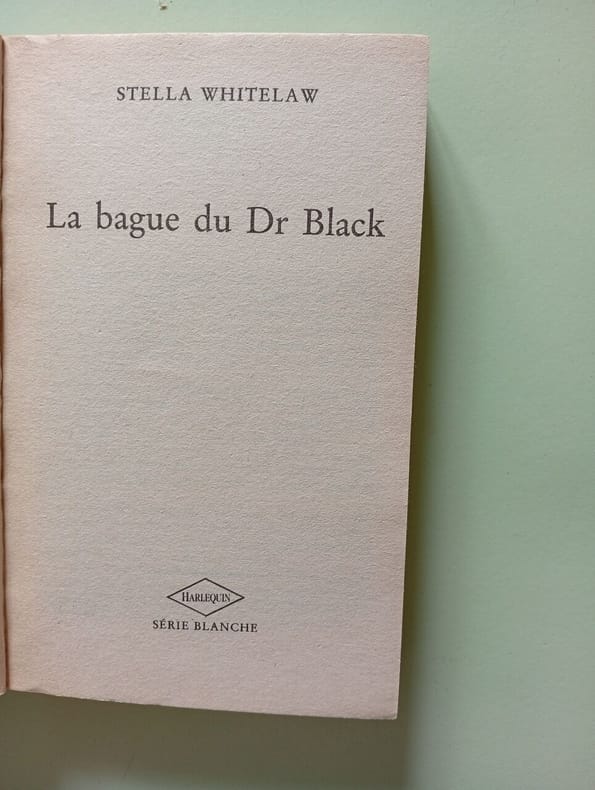 STELLA WHITELAW
La bague du Dr Black
HARLEQUIN
SÉRIE BLANCHE